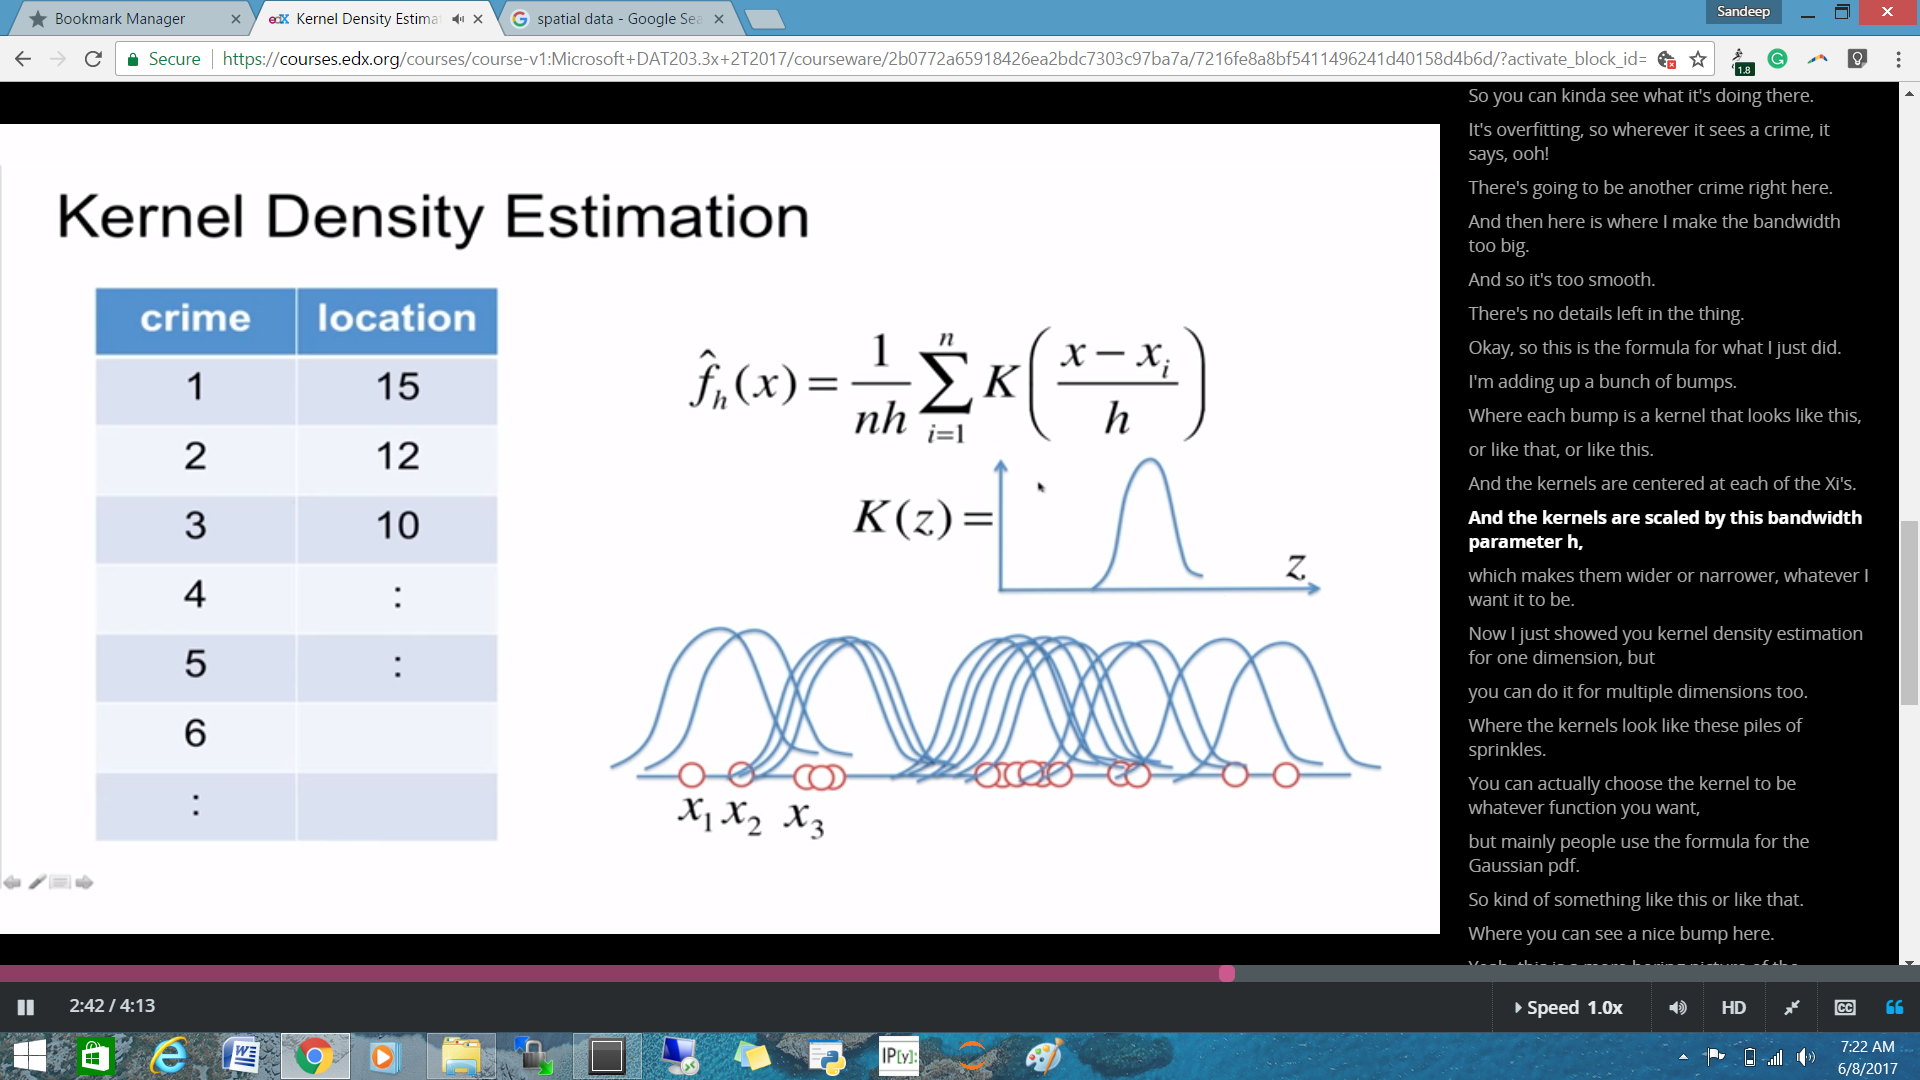 Bookmark Manager
edX Kernel Density Estima
spatial data - Google Sea
Sandeep
Secure https://courses.edx.org/courses/course-v1:Microsoft+DAT203.3x+2T2017/courseware/2b0772a65918426ea2bdc7303c97ba7a/7216fe8a8bf5411496241d40158d4b6d/?activate_block_id=
1.8
Kernel Density Estimation
crime location
1 15
2 12
3 10
4 :
5 :
6
:
f̂h(x) = 1/nh ∑ i=1 n K((x − xi)/h)
K(z) =
z
x1 x2 x3
So you can kinda see what it's doing there.
It's overfitting, so wherever it sees a crime, it
says, ooh!
There's going to be another crime right here.
And then here is where I make the bandwidth
too big.
And so it's too smooth.
There's no details left in the thing.
Okay, so this is the formula for what I just did.
I'm adding up a bunch of bumps.
Where each bump is a kernel that looks like this,
or like that, or like this.
And the kernels are centered at each of the Xi's.
And the kernels are scaled by this bandwidth
parameter h,
which makes them wider or narrower, whatever I
want it to be.
Now I just showed you kernel density estimation
for one dimension, but
you can do it for multiple dimensions too.
Where the kernels look like these piles of
sprinkles.
You can actually choose the kernel to be
whatever function you want,
but mainly people use the formula for the
Gaussian pdf.
So kind of something like this or like that.
Where you can see a nice bump here.
2:42 / 4:13
Speed 1.0x
HD
CC
IP[y]:
7:22 AM
6/8/2017